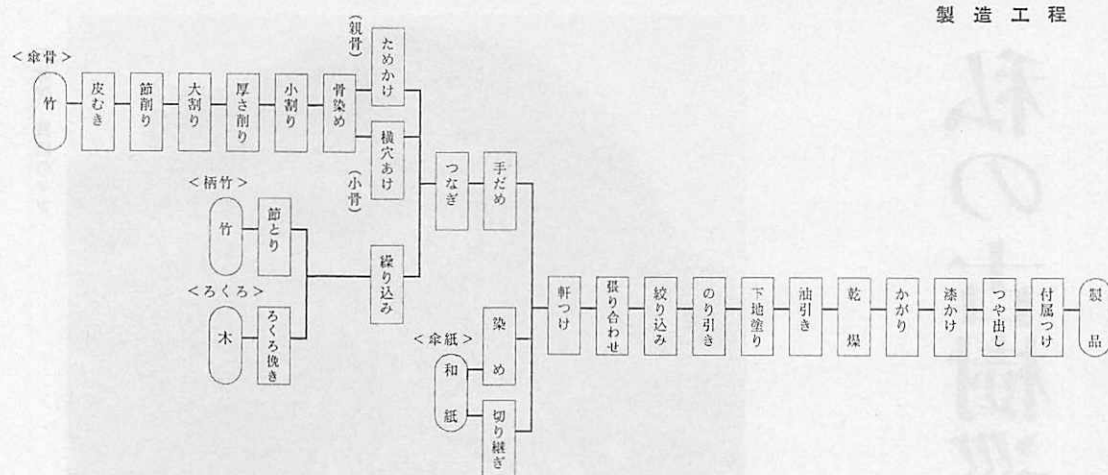 製造工程
<傘骨>
竹
皮むき
節削り
大割り
厚さ削り
小割り
骨染め
(親骨)
ためかけ
横穴あけ
(小骨)
<柄竹>
竹
節とり
<ろくろ>
木
ろくろ挽き
繰り込み
つなぎ
手だめ
<傘紙>
和紙
染め
切り継ぎ
軒つけ
張り合わせ
絞り込み
のり引き
下地塗り
油引き
乾燥
かがり
漆かけ
つや出し
付属つけ
製品